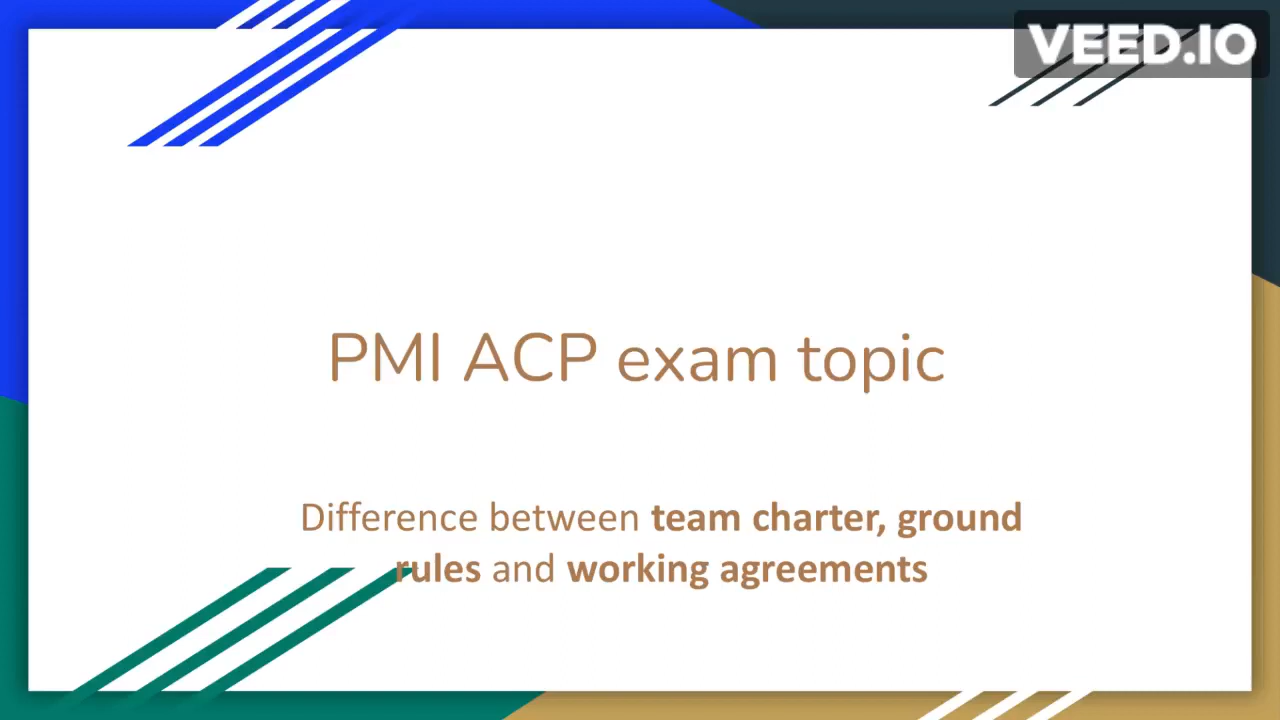 VEED.IO
PMI ACP exam topic
Difference between team charter, ground
rules and working agreements